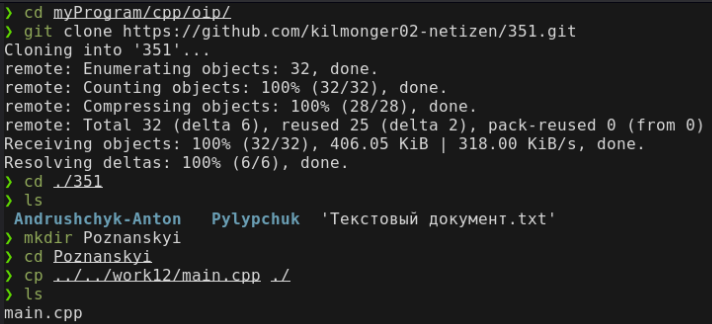 ❯ cd myProgram/cpp/oip/
❯ git clone https://github.com/kilmonger02-netizen/351.git
Cloning into '351'...
remote: Enumerating objects: 32, done.
remote: Counting objects: 100% (32/32), done.
remote: Compressing objects: 100% (28/28), done.
remote: Total 32 (delta 6), reused 25 (delta 2), pack-reused 0 (from 0)
Receiving objects: 100% (32/32), 406.05 KiB | 318.00 KiB/s, done.
Resolving deltas: 100% (6/6), done.
❯ cd ./351
❯ ls
Andrushchyk-Anton   Pylypchuk  'Текстовый документ.txt'
❯ mkdir Poznanskyi
❯ cd Poznanskyi
❯ cp ../../work12/main.cpp ./
❯ ls
main.cpp